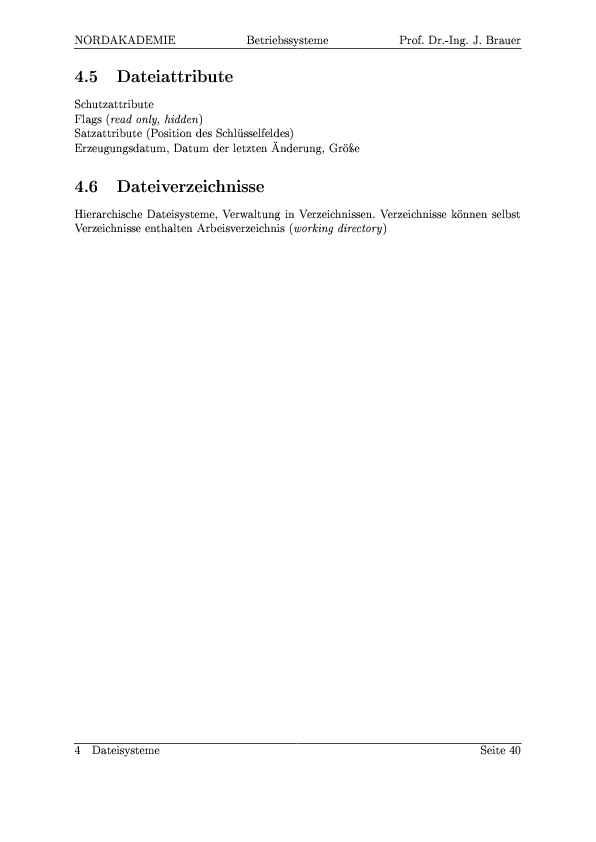 NORDAKADEMIE Betriebssysteme Prof. Dr.-Ing. J. Brauer
4.5 Dateiattribute
Schutzattribute
Flags (read only, hidden)
Satzattribute (Position des Schlüsselfeldes)
Erzeugungsdatum, Datum der letzten Änderung, Größe
4.6 Dateiverzeichnisse
Hierarchische Dateisysteme, Verwaltung in Verzeichnissen. Verzeichnisse können selbst
Verzeichnisse enthalten Arbeisverzeichnis (working directory)
4 Dateisysteme Seite 40